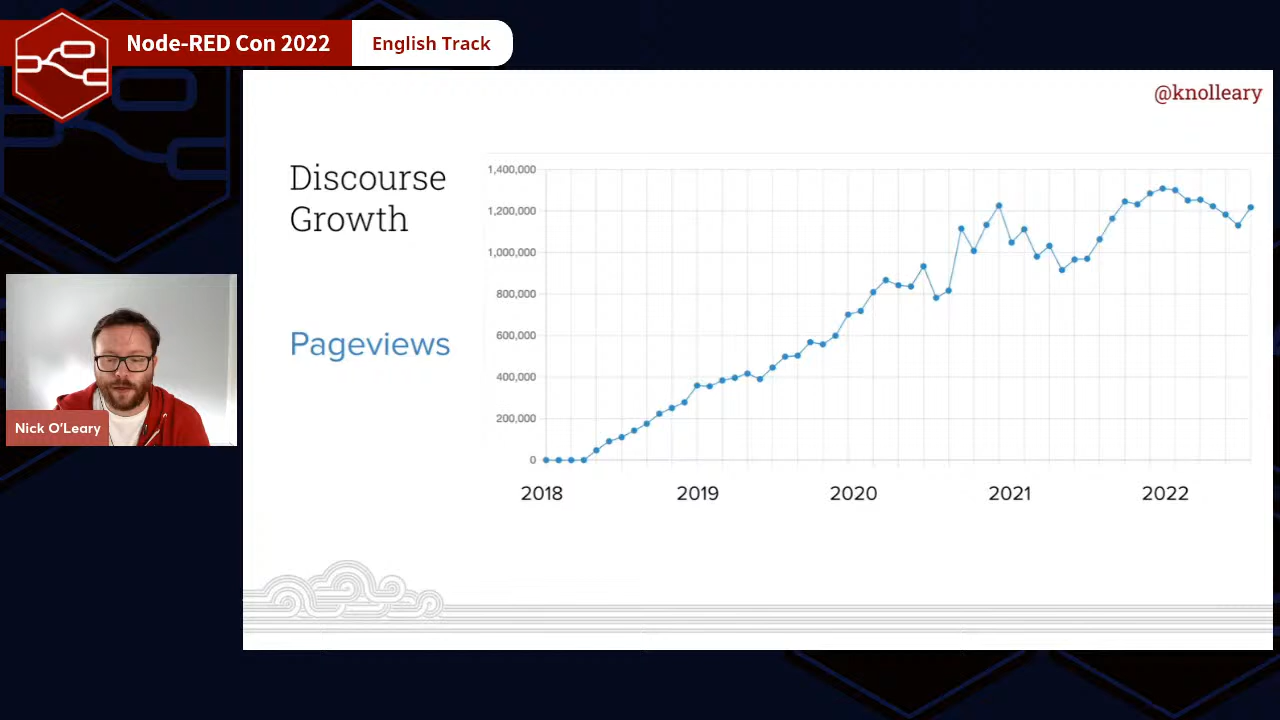 Node-RED Con 2022
English Track
@knolleary
Discourse
Growth
Pageviews
1,400,000
1,200,000
1,000,000
800,000
600,000
400,000
200,000
0
2018 2019 2020 2021 2022
Nick O'Leary